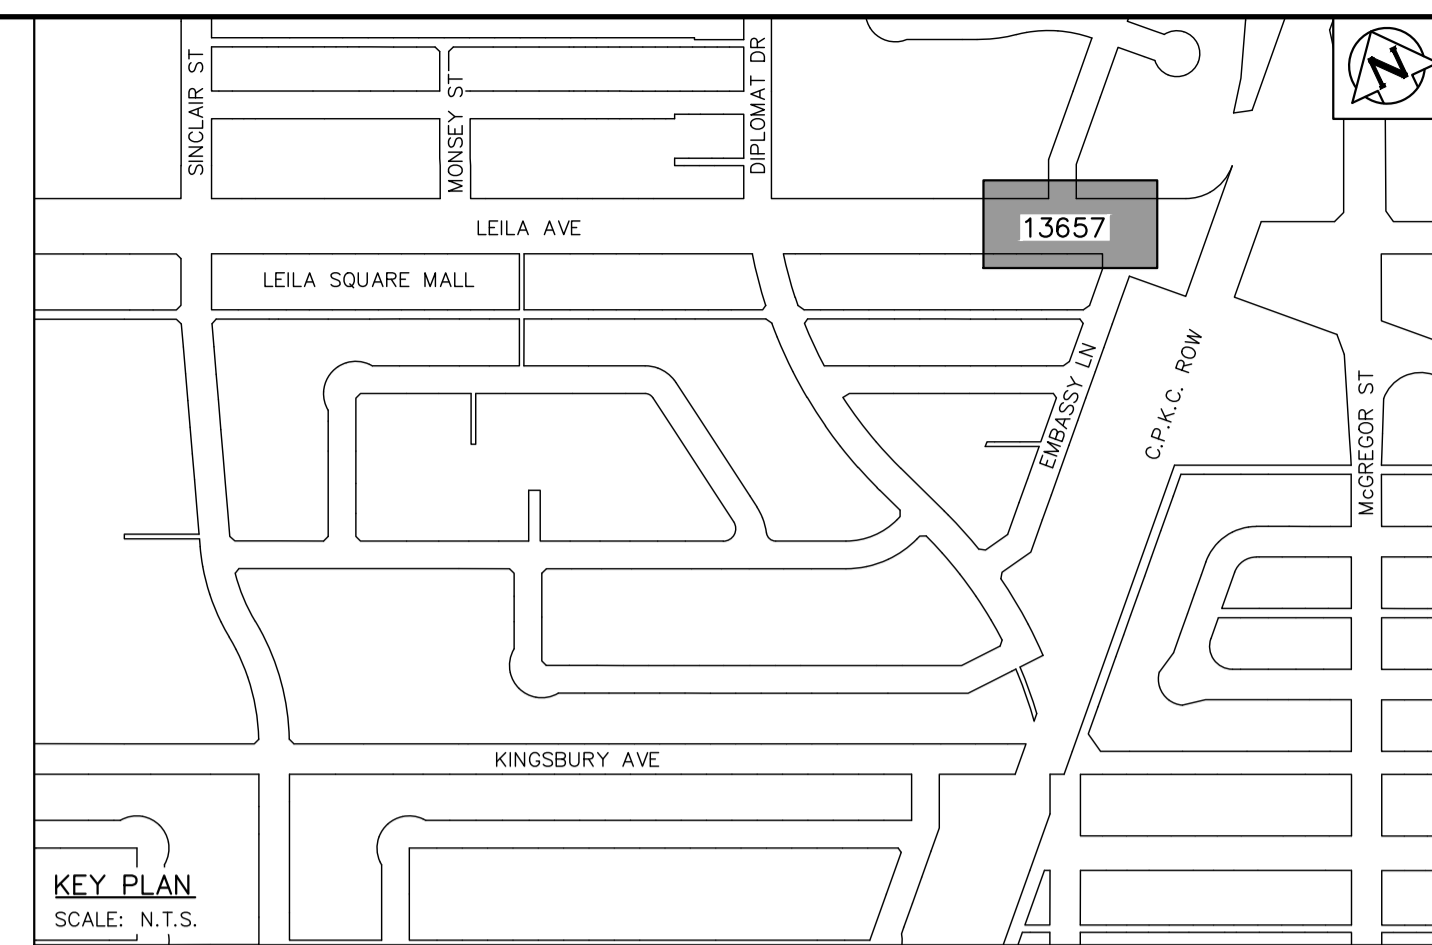 SINCLAIR ST
MONSEY ST
DIPLOMAT DR
N
LEILA AVE
13657
LEILA SQUARE MALL
EMBASSY LN
C.P.K.C. ROW
McGREGOR ST
KINGSBURY AVE
KEY PLAN
SCALE: N.T.S.